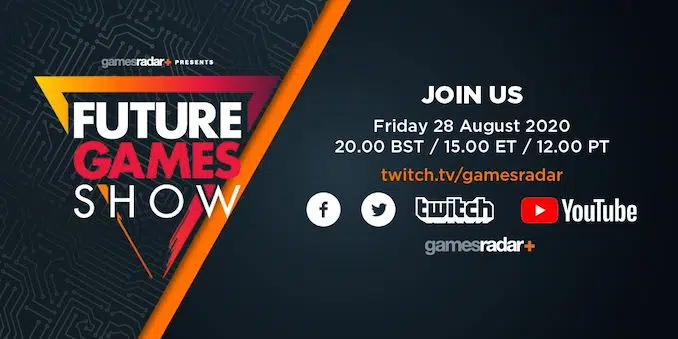 gamesradar+ PRESENTS
FUTURE
GAMES
SHOW
JOIN US
Friday 28 August 2020
20.00 BST / 15.00 ET / 12.00 PT
twitch.tv/gamesradar
f twitch YouTube
gamesradar+